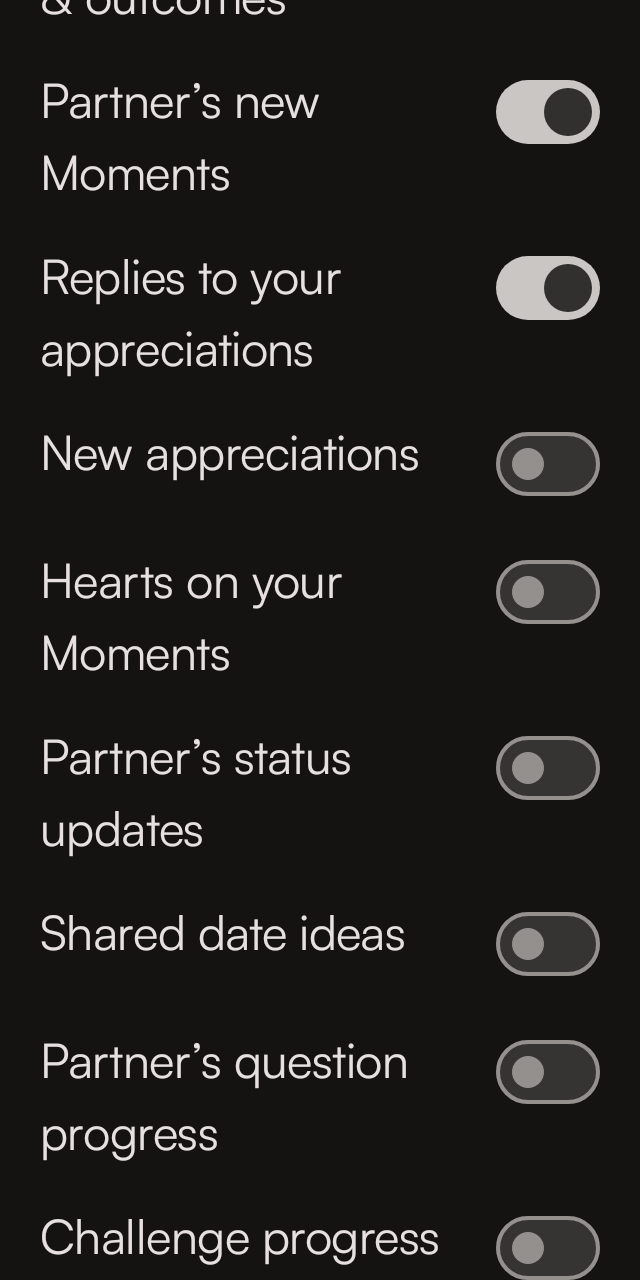 & outcomes
Partner’s new
Moments
Replies to your
appreciations
New appreciations
Hearts on your
Moments
Partner’s status
updates
Shared date ideas
Partner’s question
progress
Challenge progress